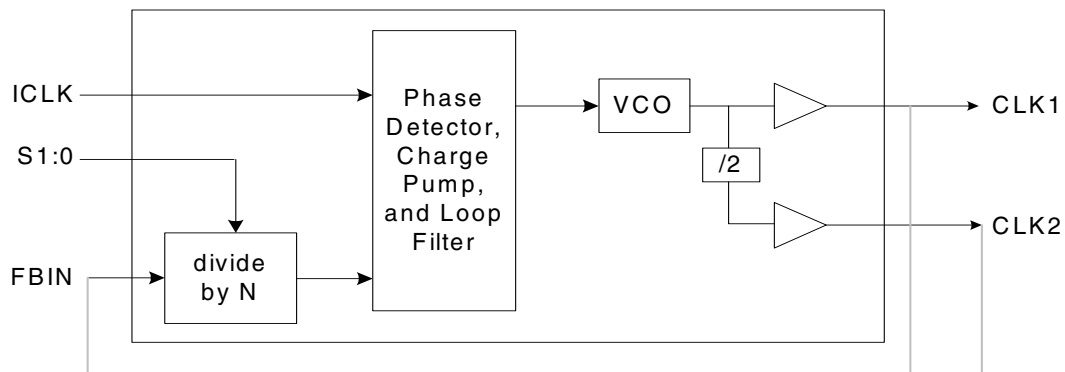 ICLK
S1:0
FBIN
divide
by N
Phase
Detector,
Charge
Pump,
and Loop
Filter
VCO
/2
CLK1
CLK2